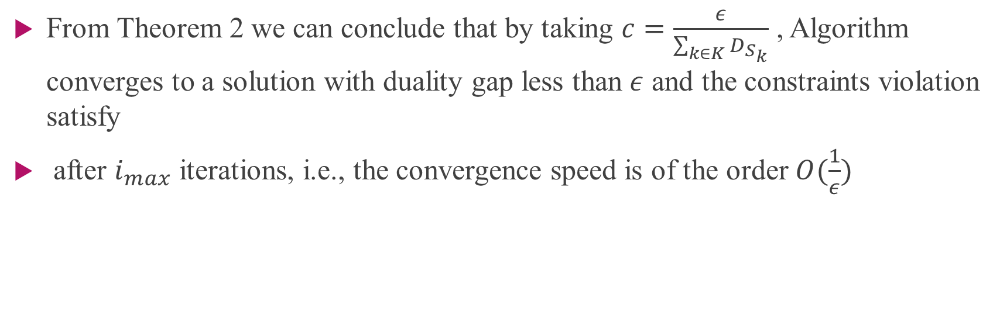 From Theorem 2 we can conclude that by taking $c = \frac{\epsilon}{\sum_{k \in K} D_{S_k}}$ , Algorithm
converges to a solution with duality gap less than ϵ and the constraints violation
satisfy
after $i_{max}$ iterations, i.e., the convergence speed is of the order $O(\frac{1}{\epsilon})$